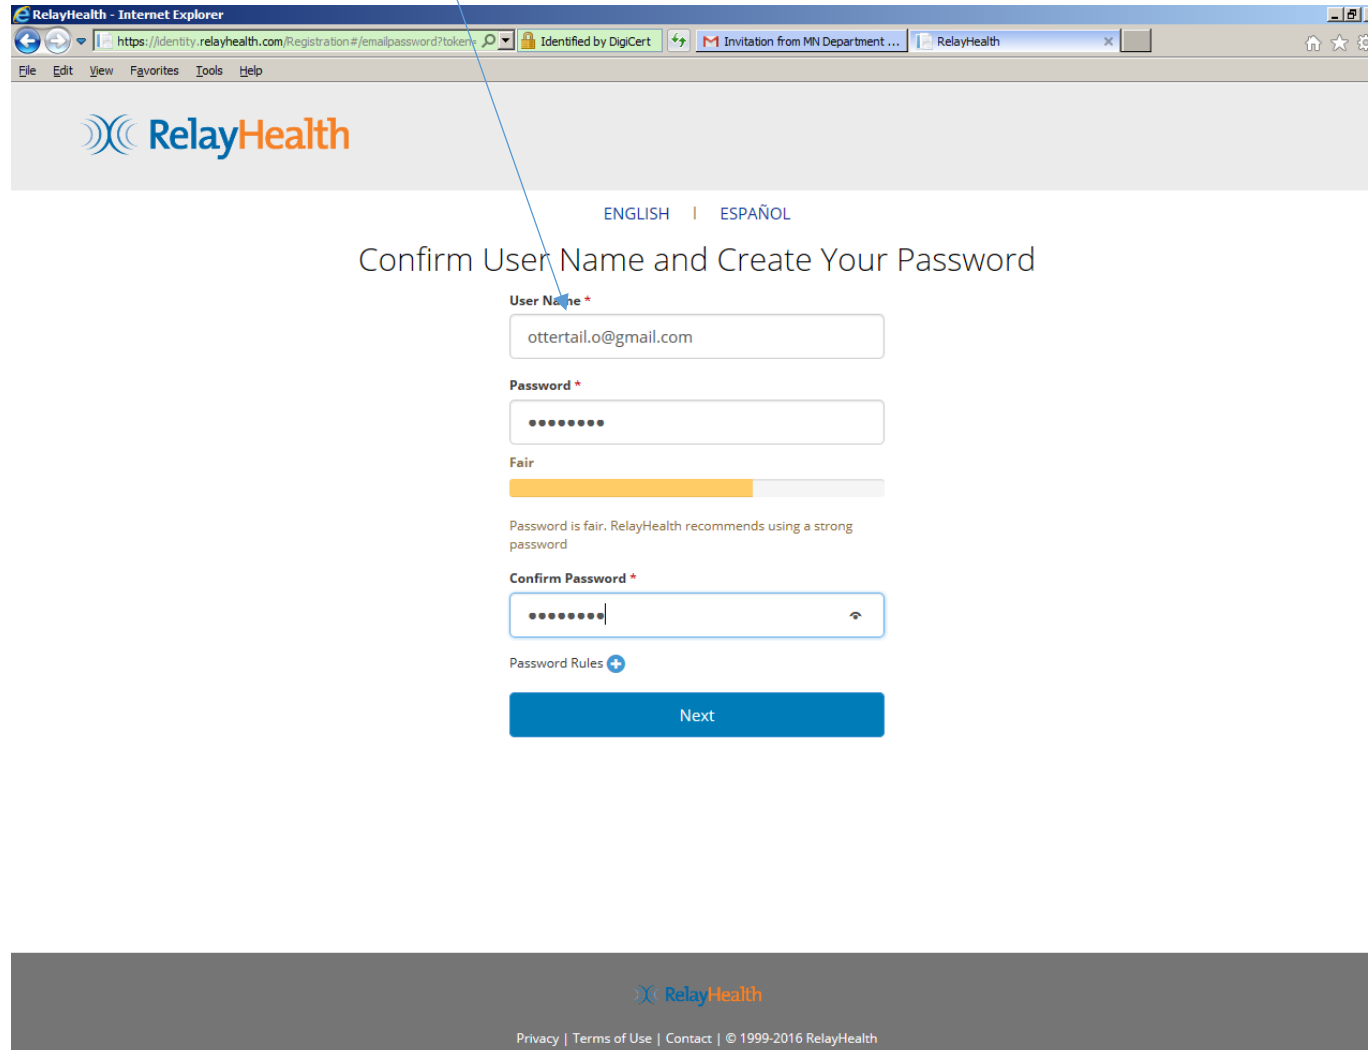 RelayHealth - Internet Explorer
https://identity.relayhealth.com/Registration#/emailpassword?token= Identified by DigiCert Invitation from MN Department ... RelayHealth
File Edit View Favorites Tools Help
RelayHealth
ENGLISH | ESPAÑOL
Confirm User Name and Create Your Password
User Name *
ottertail.o@gmail.com
Password *
Fair
Password is fair. RelayHealth recommends using a strong
password
Confirm Password *
Password Rules
Next
RelayHealth
Privacy | Terms of Use | Contact | © 1999-2016 RelayHealth